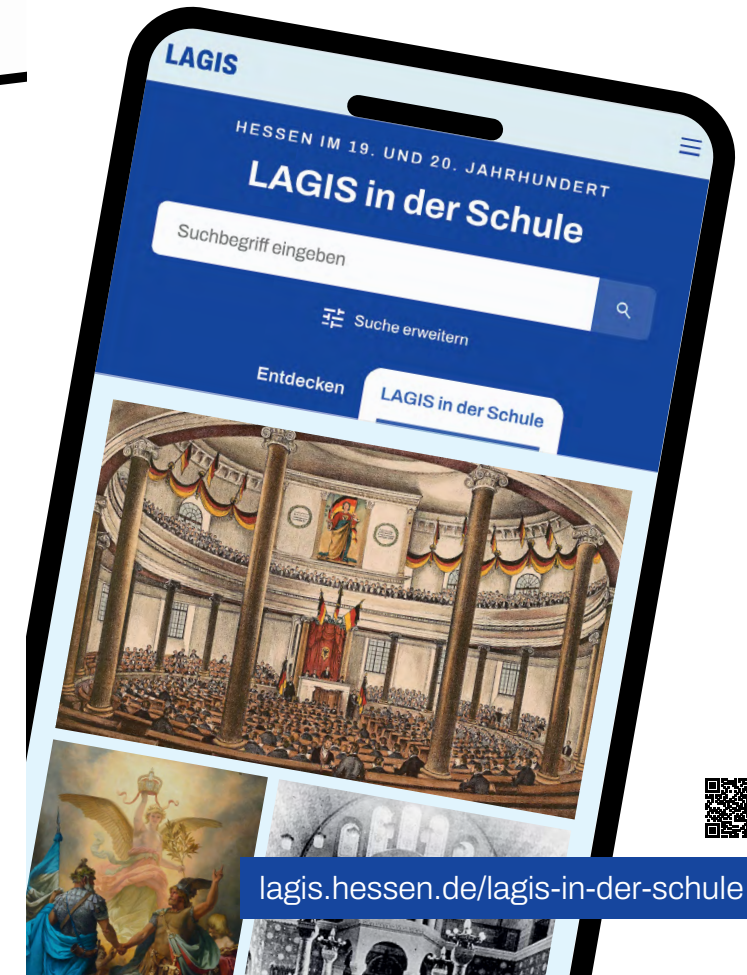 LAGIS
HESSEN IM 19. UND 20. JAHRHUNDERT
LAGIS in der Schule
Suchbegriff eingeben
Suche erweitern
Entdecken
LAGIS in der Schule
lagis.hessen.de/lagis-in-der-schule